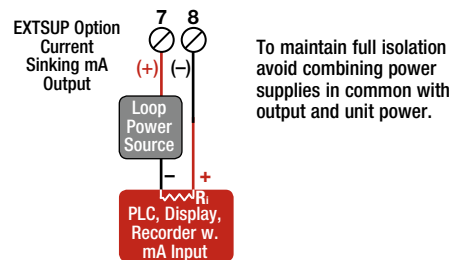 EXTSUP Option
Current
Sinking mA
Output
7 8
(+) (–)
Loop
Power
Source
– +
Ri
PLC, Display,
Recorder w.
mA Input
To maintain full isolation
avoid combining power
supplies in common with
output and unit power.